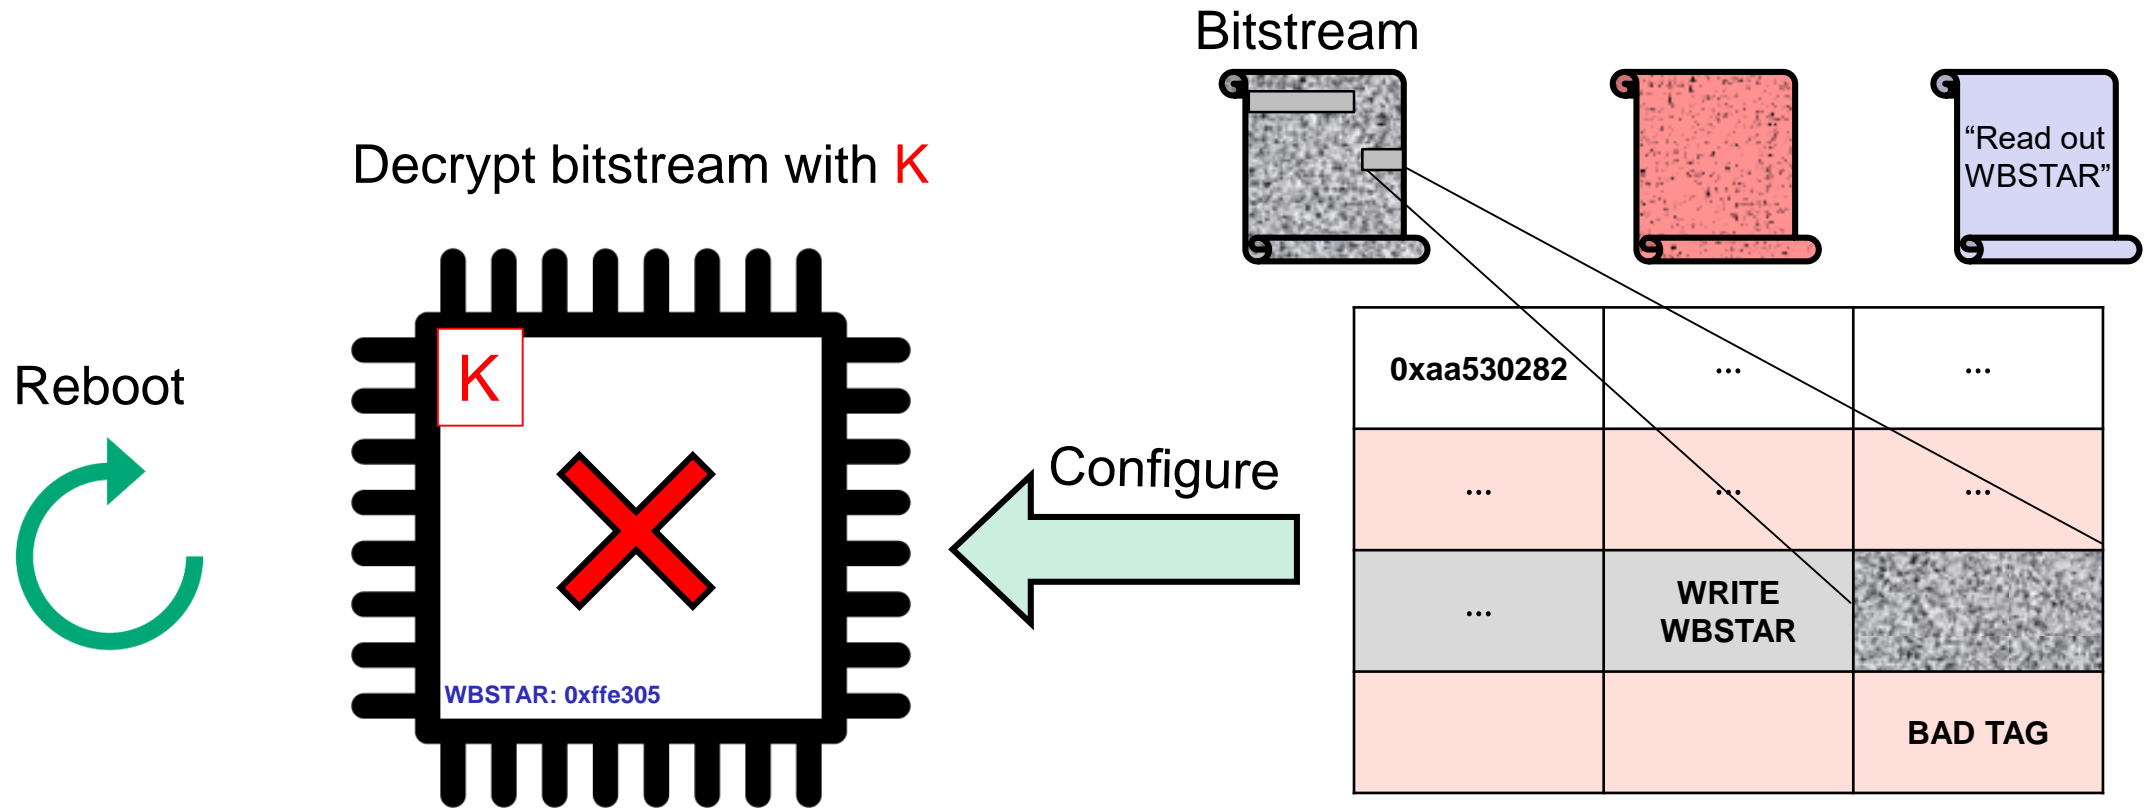 Bitstream
“Read out
WBSTAR”
Decrypt bitstream with K
Reboot
K
WBSTAR: 0xffe305
Configure
0xaa530282 ... ...
... ... ...
... WRITE
WBSTAR
BAD TAG